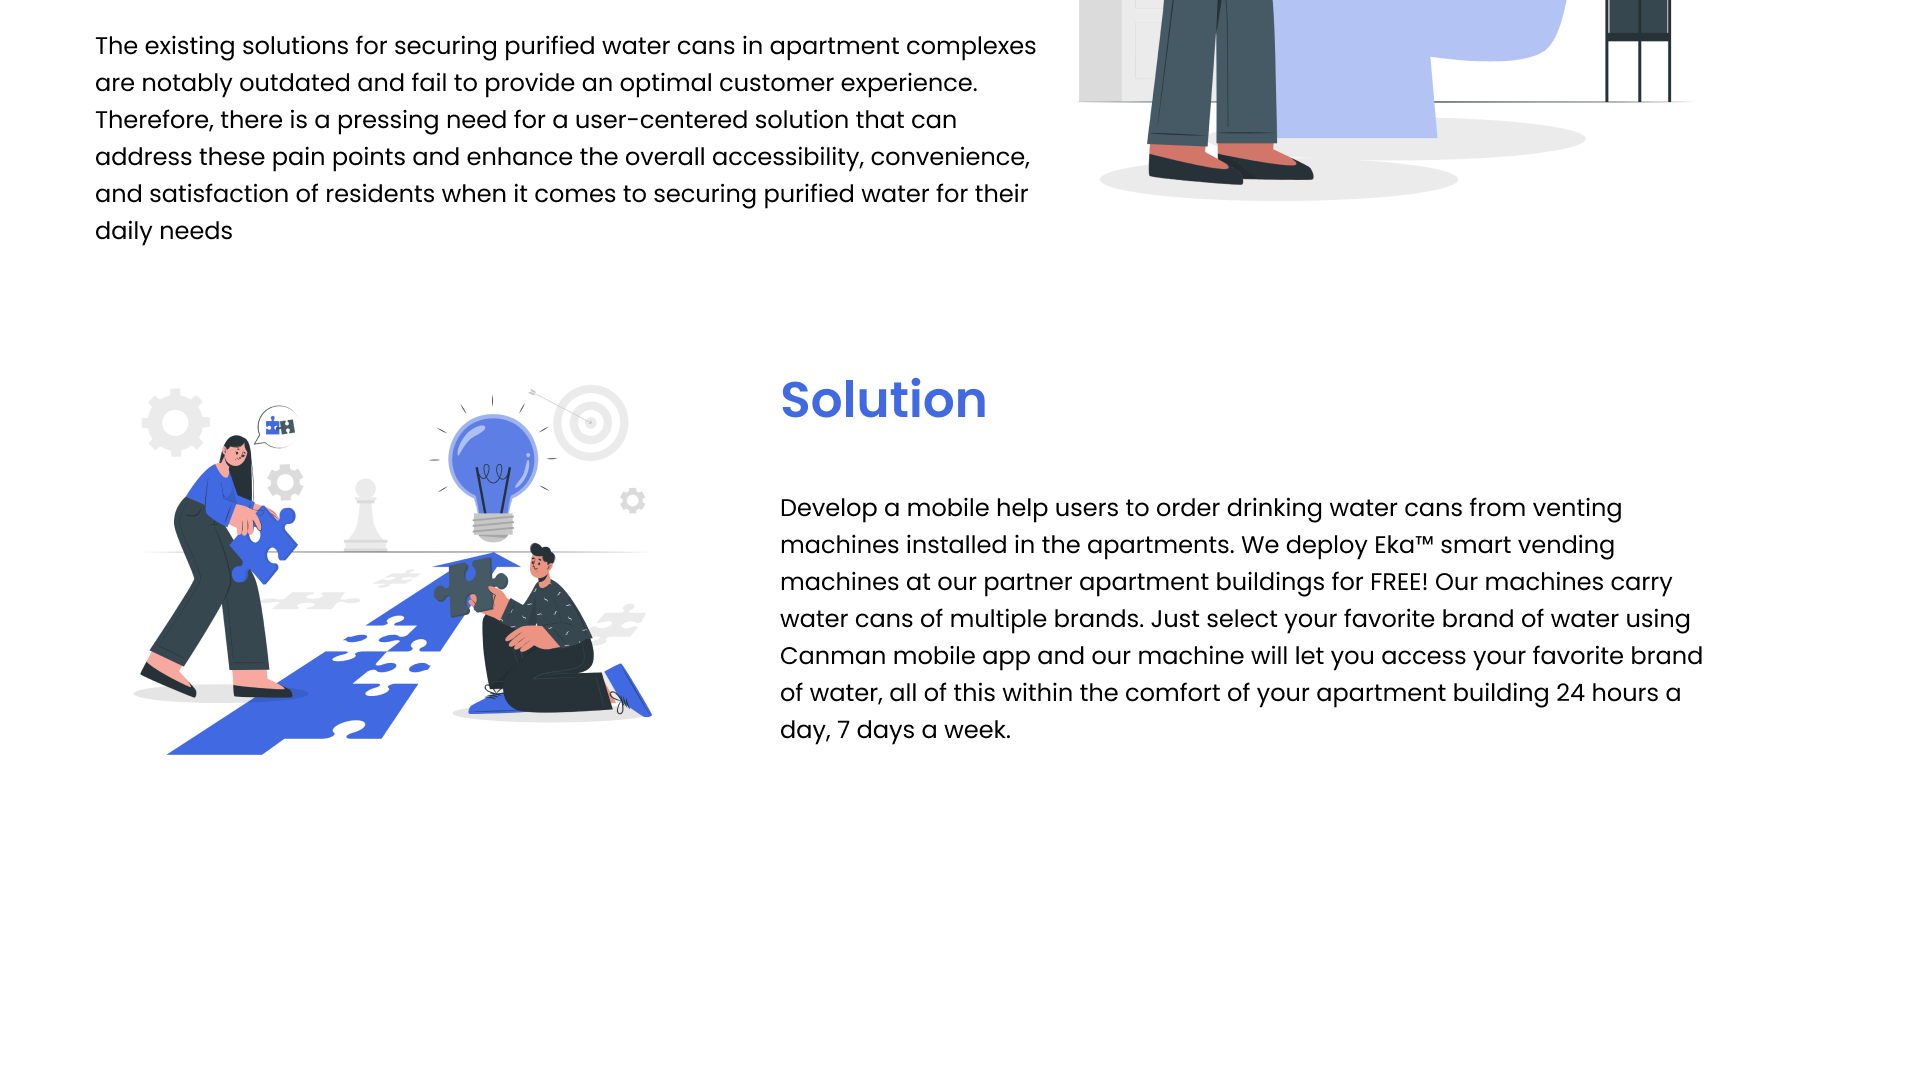 The existing solutions for securing purified water cans in apartment complexes
are notably outdated and fail to provide an optimal customer experience.
Therefore, there is a pressing need for a user-centered solution that can
address these pain points and enhance the overall accessibility, convenience,
and satisfaction of residents when it comes to securing purified water for their
daily needs
Solution
Develop a mobile help users to order drinking water cans from venting
machines installed in the apartments. We deploy Eka™ smart vending
machines at our partner apartment buildings for FREE! Our machines carry
water cans of multiple brands. Just select your favorite brand of water using
Canman mobile app and our machine will let you access your favorite brand
of water, all of this within the comfort of your apartment building 24 hours a
day, 7 days a week.